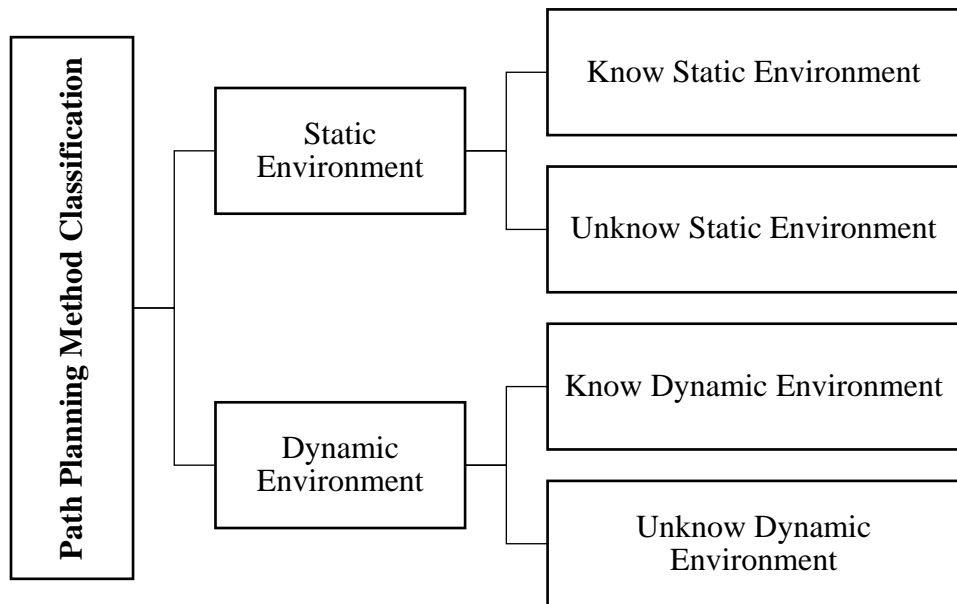 Path Planning Method Classification
Static
Environment
Know Static Environment
Unknow Static Environment
Dynamic
Environment
Know Dynamic Environment
Unknow Dynamic
Environment